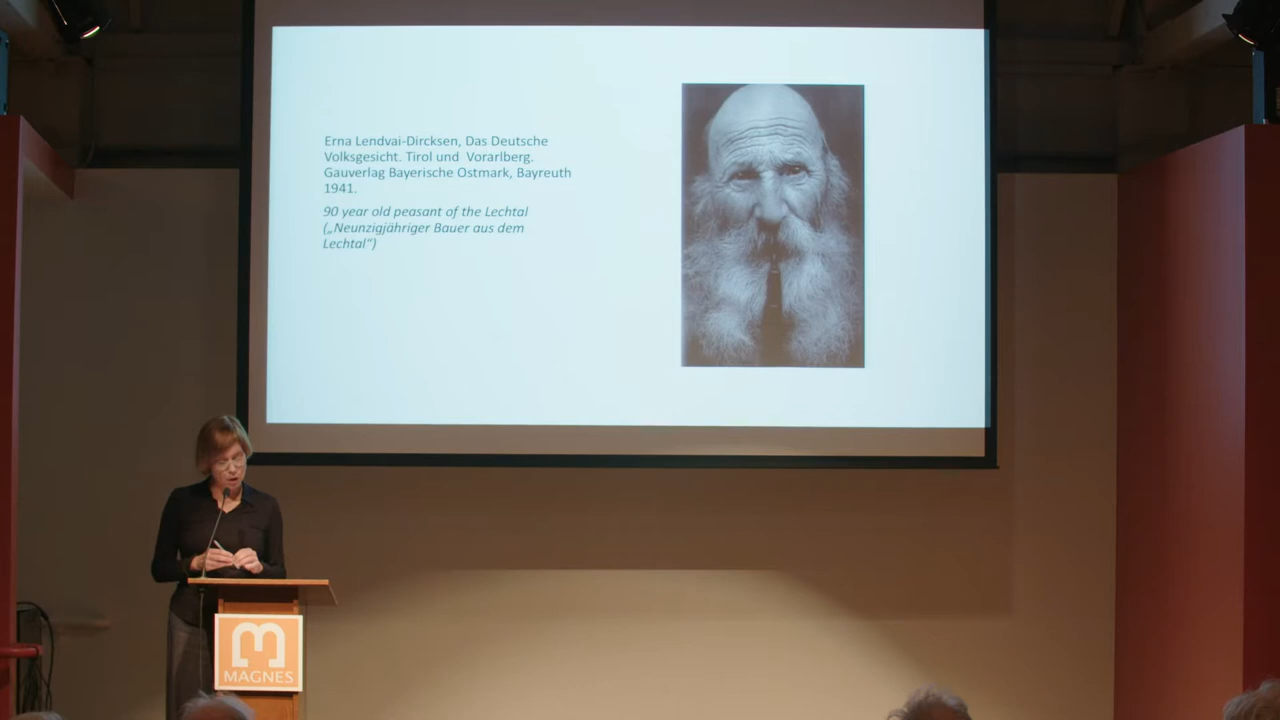 Erna Lendvai-Dircksen, Das Deutsche
Volksgesicht. Tirol und Vorarlberg.
Gauverlag Bayerische Ostmark, Bayreuth
1941.
90 year old peasant of the Lechtal
(„Neunzigjähriger Bauer aus dem
Lechtal“)
MAGNES